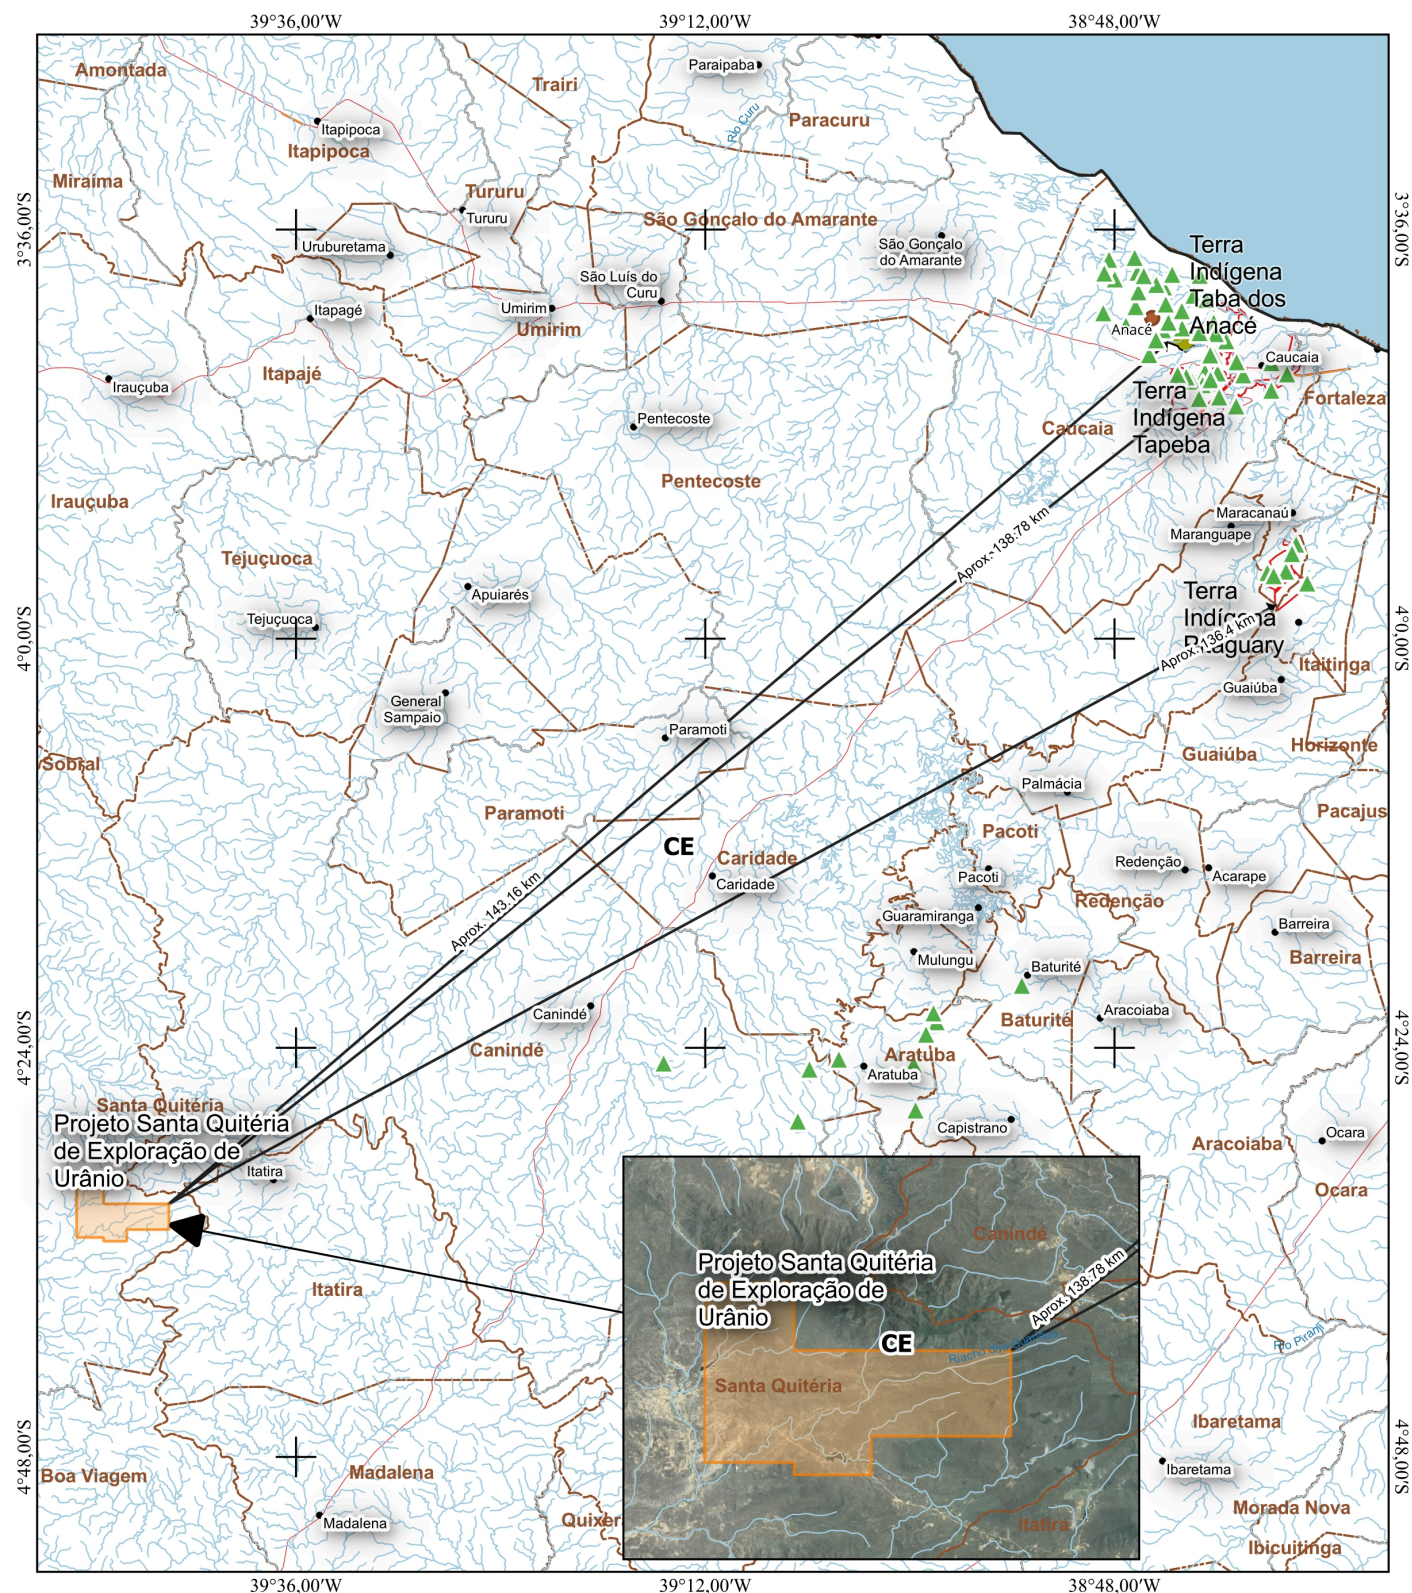 39°36,00'W
39°12,00'W
38°48,00'W
Amontada
Trairi
Paraipaba
Rio Curu
Paracuru
Itapipoca
Itapipoca
Miraíma
Tururu
Tururu
São Gonçalo do Amarante
3°36,00'S
3°36,00'S
Uruburetama
São Gonçalo
do Amarante
Terra
Indígena
Taba dos
Anacé
São Luís do
Curu
Itapagé
Umirim
Umirim
Anacé
Caucaia
Irauçuba
Itapajé
Terra
Indígena
Tapeba
Fortaleza
Pentecoste
Caucaia
Pentecoste
Irauçuba
Maracanaú
Maranguape
Aprox. 138.78 km
Tejuçuoca
Apuiarés
Terra
Indígena
Pitaguary
Aprox. 136.4 km
Tejuçuoca
4°0,00'S
4°0,00'S
Itaitinga
Guaiúba
General
Sampaio
Paramoti
Guaiúba
Horizonte
Sobral
Palmácia
Paramoti
Pacajus
Pacoti
CE
Caridade
Caridade
Redenção
Acarape
Pacoti
Redenção
Aprox. 143.16 km
Guaramiranga
Barreira
Barreira
Mulungu
Baturité
Canindé
Aracoiaba
Baturité
4°24,00'S
4°24,00'S
Canindé
Aratuba
Aratuba
Santa Quitéria
Projeto Santa Quitéria
de Exploração de
Urânio
Capistrano
Ocara
Aracoiaba
Itatira
Ocara
Itatira
Canindé
Projeto Santa Quitéria
de Exploração de
Urânio
Aprox. 138.78 km
CE
Riacho
Santa Quitéria
Itatira
Rio Piranji
Ibaretama
Ibaretama
4°48,00'S
4°48,00'S
Boa Viagem
Madalena
Madalena
Quixer
Morada Nova
Ibicuitinga
39°36,00'W
39°12,00'W
38°48,00'W